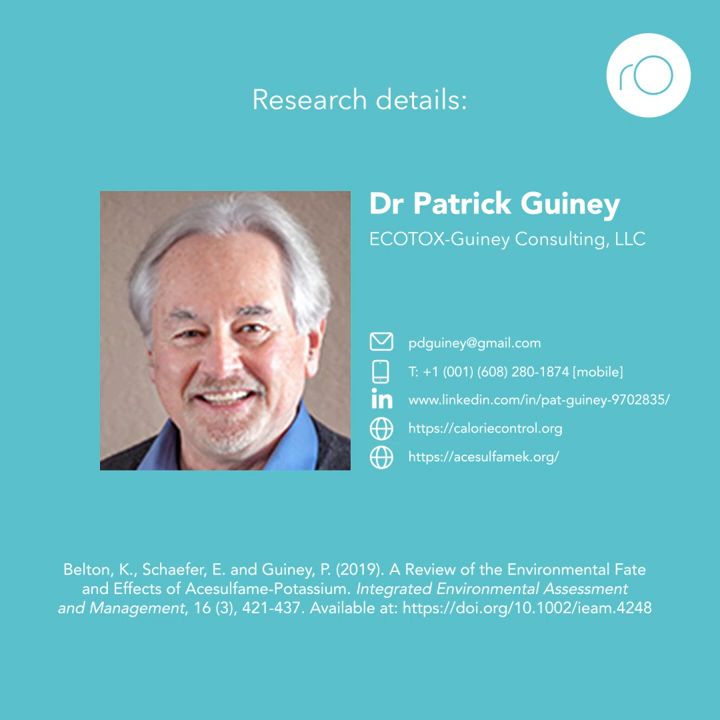 rO
Research details:
Dr Patrick Guiney
ECOTOX-Guiney Consulting, LLC
pdguiney@gmail.com
T: +1 (001) (608) 280-1874 [mobile]
in www.linkedin.com/in/pat-guiney-9702835/
https://caloriecontrol.org
https://acesulfamek.org/
Belton, K., Schaefer, E. and Guiney, P. (2019). A Review of the Environmental Fate
and Effects of Acesulfame-Potassium. Integrated Environmental Assessment
and Management, 16 (3), 421-437. Available at: https://doi.org/10.1002/ieam.4248